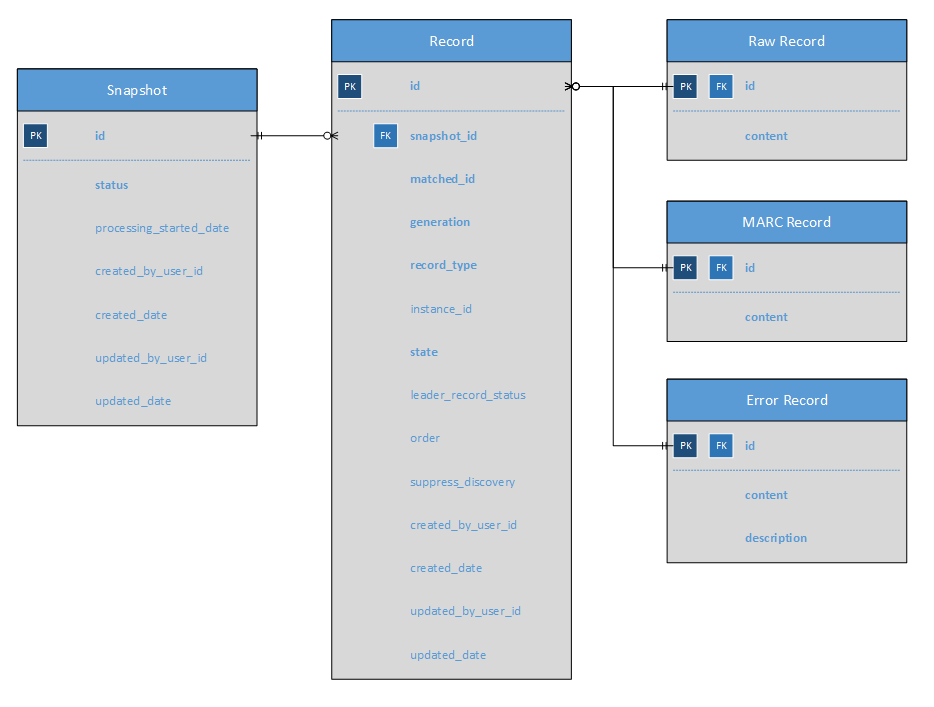 Snapshot
PK id
status
processing_started_date
created_by_user_id
created_date
updated_by_user_id
updated_date
Record
PK id
FK snapshot_id
matched_id
generation
record_type
instance_id
state
leader_record_status
order
suppress_discovery
created_by_user_id
created_date
updated_by_user_id
updated_date
Raw Record
PK FK id
content
MARC Record
PK FK id
content
Error Record
PK FK id
content
description